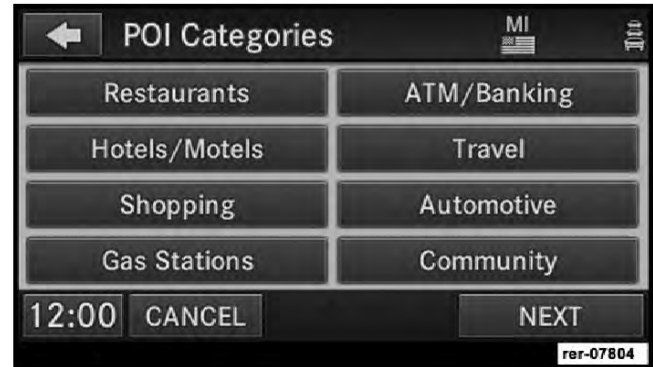 POI Categories MI
Restaurants ATM/Banking
Hotels/Motels Travel
Shopping Automotive
Gas Stations Community
12:00 CANCEL NEXT
rer-07804